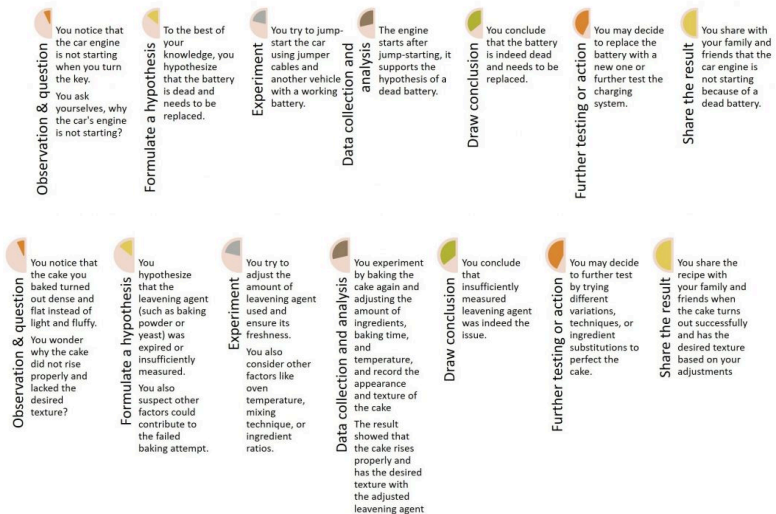 Observation & question
You notice that
the car engine
is not starting
when you turn
the key.
You ask
yourselves, why
the car's engine
is not starting?
Formulate a hypothesis
To the best of
your
knowledge, you
hypothesize
that the battery
is dead and
needs to be
replaced.
Experiment
You try to jump-
start the car
using jumper
cables and
another vehicle
with a working
battery.
Data collection and
analysis
The engine
starts after
jump-starting, it
supports the
hypothesis of a
dead battery.
Draw conclusion
You conclude
that the battery
is indeed dead
and needs to be
replaced.
Further testing or action
You may decide
to replace the
battery with a
new one or
further test the
charging
system.
Share the result
You share with
your family and
friends that the
car engine is
not starting
because of a
dead battery.
Observation & question
You notice that
the cake you
baked turned
out dense and
flat instead of
light and fluffy.
You wonder
why the cake
did not rise
properly and
lacked the
desired
texture?
Formulate a hypothesis
You
hypothesize
that the
leavening agent
(such as baking
powder or
yeast) was
expired or
insufficiently
measured.
You also
suspect other
factors could
contribute to
the failed
baking attempt.
Experiment
You try to
adjust the
amount of
leavening agent
used and
ensure its
freshness.
You also
consider other
factors like
oven
temperature,
mixing
technique, or
ingredient
ratios.
Data collection and analysis
You experiment
by baking the
cake again and
adjusting the
amount of
ingredients,
baking time,
and
temperature,
and record the
appearance
and texture of
the cake
The result
showed that
the cake rises
properly and
has the desired
texture with
the adjusted
leavening agent
Draw conclusion
You conclude
that
insufficiently
measured
leavening agent
was indeed the
issue.
Further testing or action
You may decide
to further test
by trying
different
variations,
techniques, or
ingredient
substitutions to
perfect the
cake.
Share the result
You share the
recipe with
your family and
friends when
the cake turns
out successfully
and has the
desired texture
based on your
adjustments